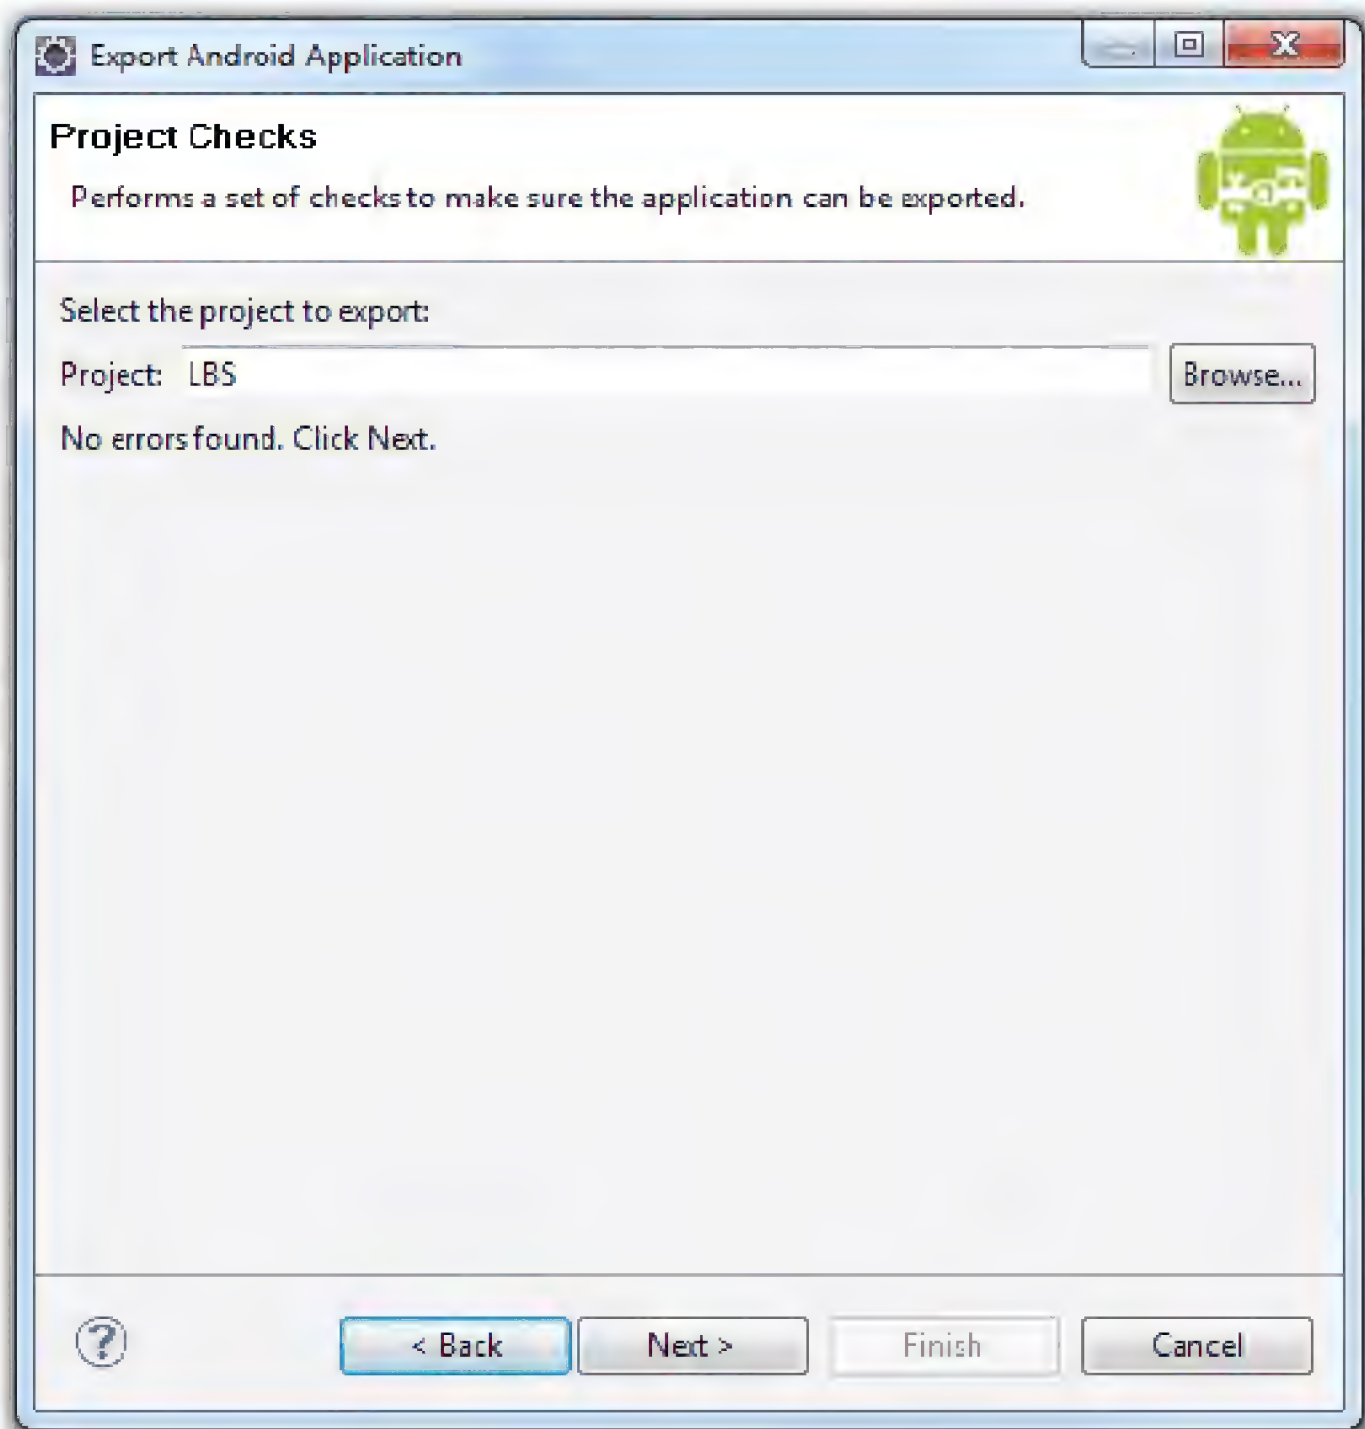 Export Android Application
Project Checks
Performs a set of checks to make sure the application can be exported.
Select the project to export:
Project: LBS Browse...
No errors found. Click Next.
? < Back Next > Finish Cancel